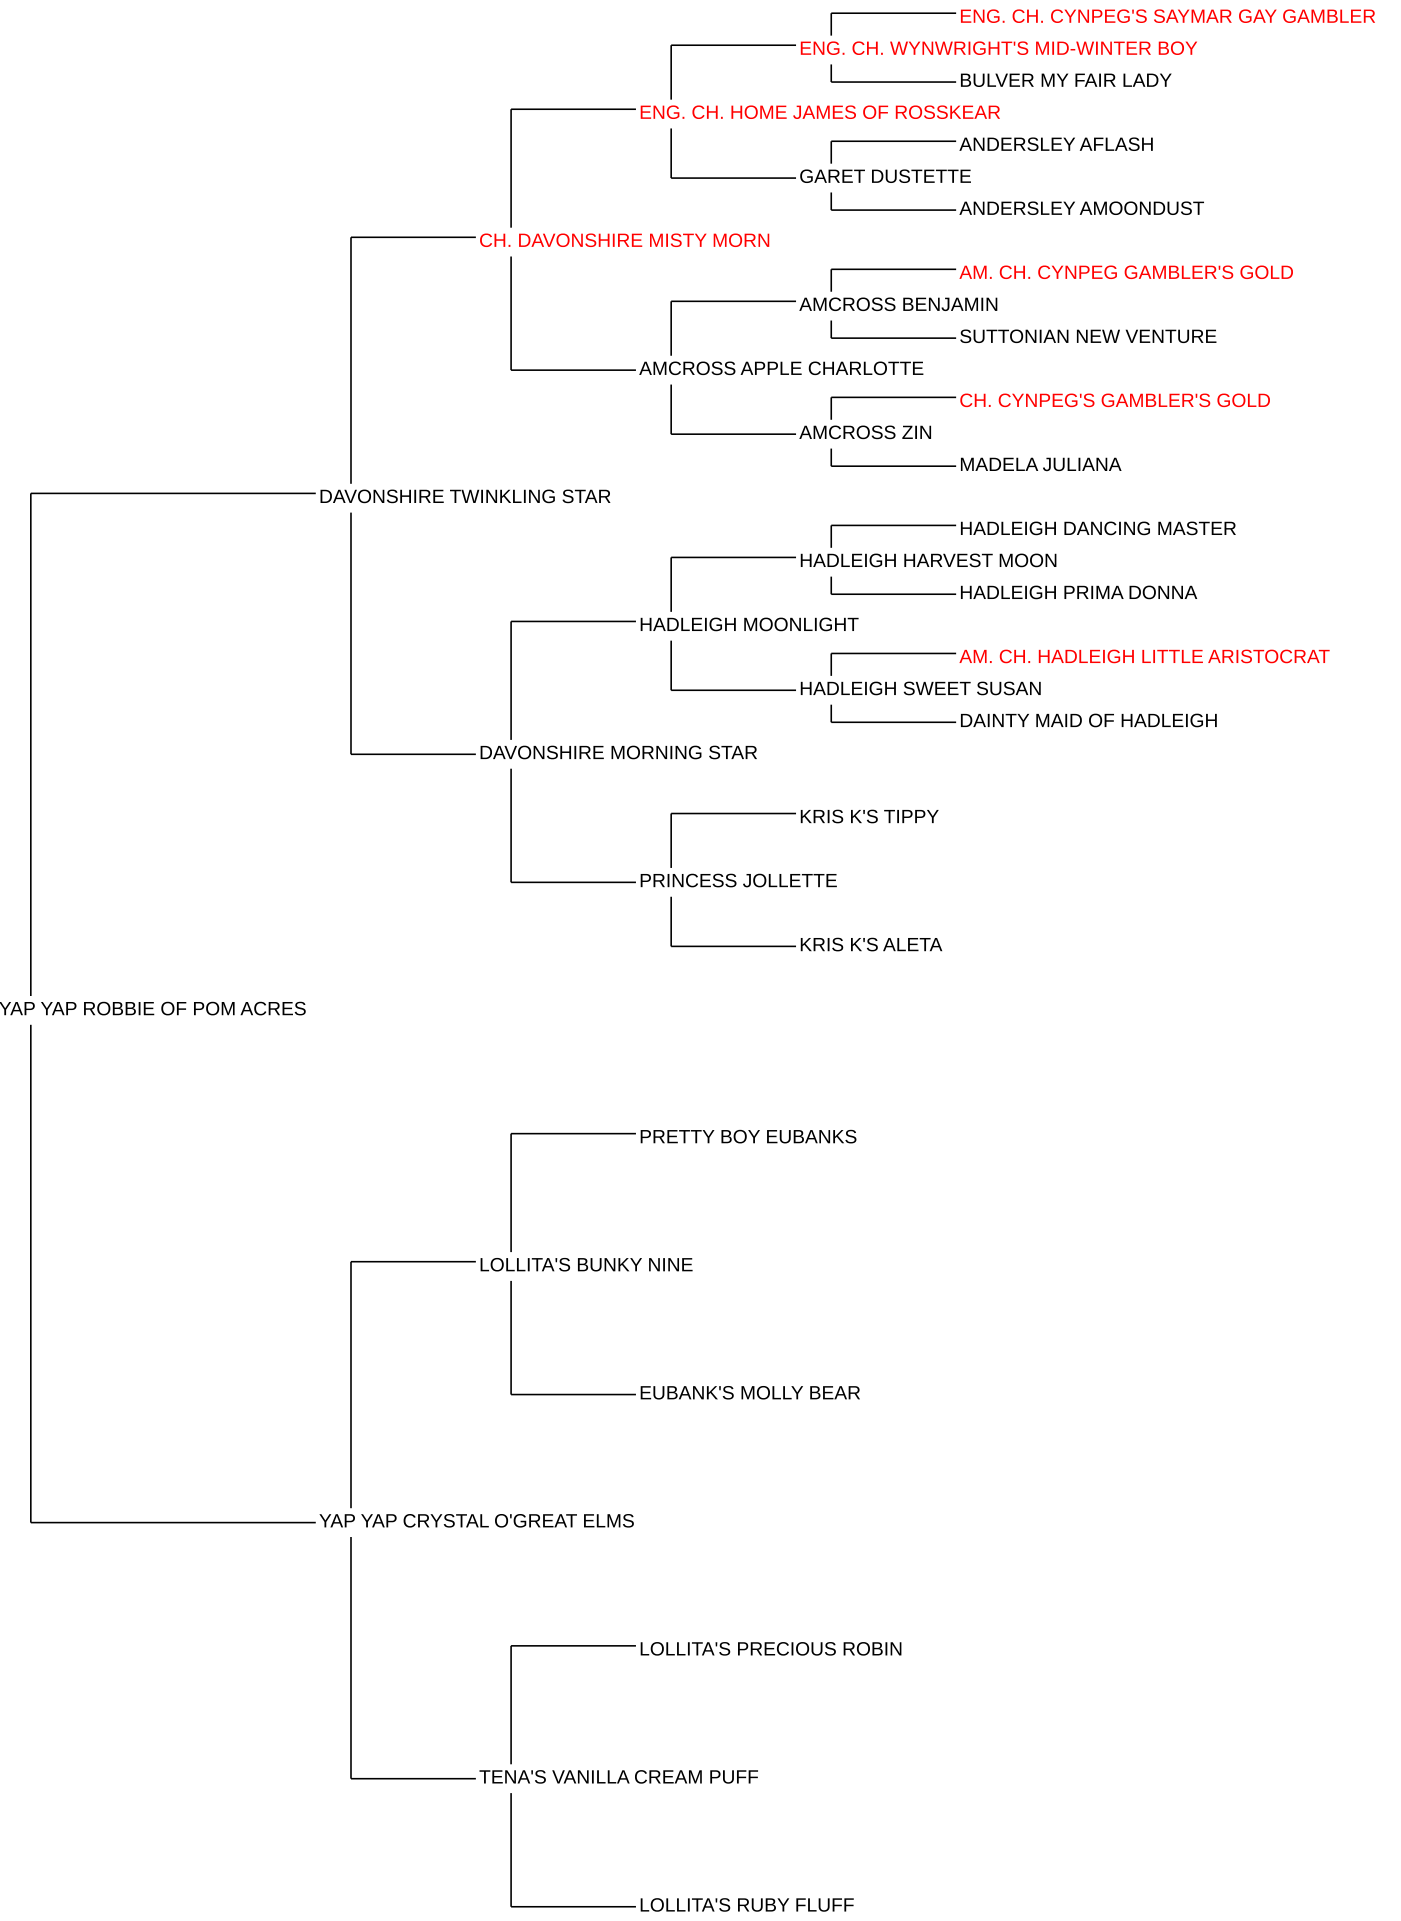 ENG. CH. CYNPEG'S SAYMAR GAY GAMBLER
ENG. CH. WYNWRIGHT'S MID-WINTER BOY
BULVER MY FAIR LADY
ENG. CH. HOME JAMES OF ROSSKEAR
ANDERSLEY AFLASH
GARET DUSTETTE
ANDERSLEY AMOONDUST
CH. DAVONSHIRE MISTY MORN
AM. CH. CYNPEG GAMBLER'S GOLD
AMCROSS BENJAMIN
SUTTONIAN NEW VENTURE
AMCROSS APPLE CHARLOTTE
CH. CYNPEG'S GAMBLER'S GOLD
AMCROSS ZIN
MADELA JULIANA
DAVONSHIRE TWINKLING STAR
HADLEIGH DANCING MASTER
HADLEIGH HARVEST MOON
HADLEIGH PRIMA DONNA
HADLEIGH MOONLIGHT
AM. CH. HADLEIGH LITTLE ARISTOCRAT
HADLEIGH SWEET SUSAN
DAINTY MAID OF HADLEIGH
DAVONSHIRE MORNING STAR
KRIS K'S TIPPY
PRINCESS JOLLETTE
KRIS K'S ALETA
YAP YAP ROBBIE OF POM ACRES
PRETTY BOY EUBANKS
LOLLITA'S BUNKY NINE
EUBANK'S MOLLY BEAR
YAP YAP CRYSTAL O'GREAT ELMS
LOLLITA'S PRECIOUS ROBIN
TENA'S VANILLA CREAM PUFF
LOLLITA'S RUBY FLUFF